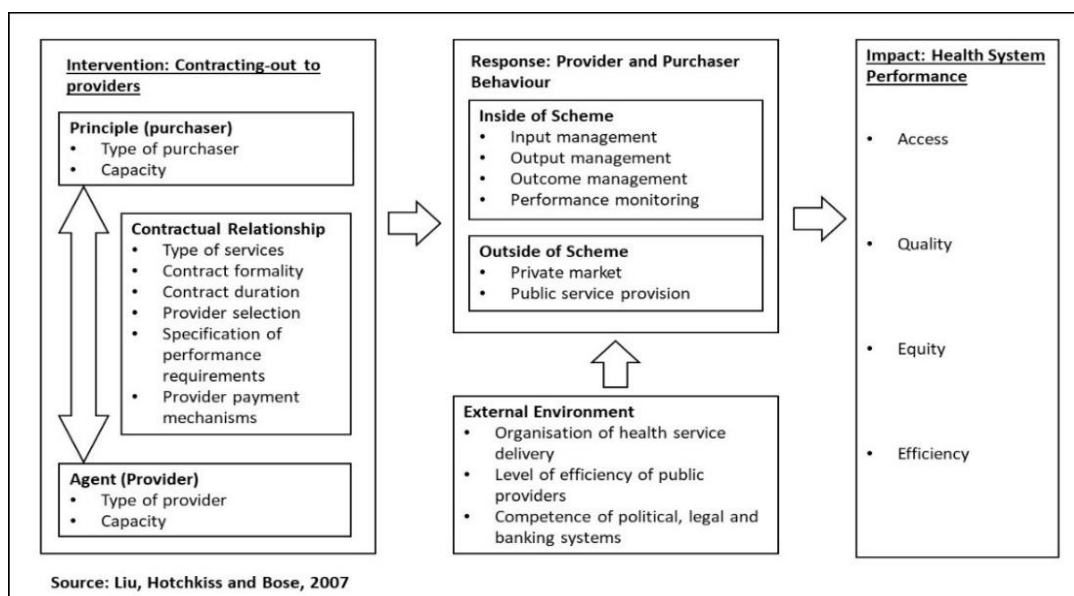 Intervention: Contracting-out to
providers
Principle (purchaser)
• Type of purchaser
• Capacity
Contractual Relationship
• Type of services
• Contract formality
• Contract duration
• Provider selection
• Specification of
performance
requirements
• Provider payment
mechanisms
Agent (Provider)
• Type of provider
• Capacity
Response: Provider and Purchaser
Behaviour
Inside of Scheme
• Input management
• Output management
• Outcome management
• Performance monitoring
Outside of Scheme
• Private market
• Public service provision
External Environment
• Organisation of health service
delivery
• Level of efficiency of public
providers
• Competence of political, legal and
banking systems
Impact: Health System
Performance
• Access
• Quality
• Equity
• Efficiency
Source: Liu, Hotchkiss and Bose, 2007